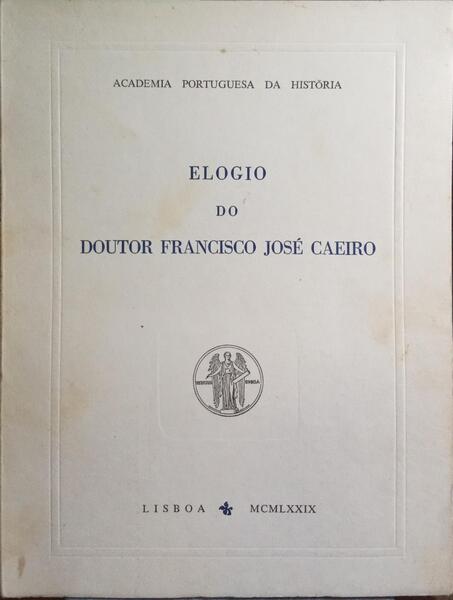 ACADEMIA PORTUGUESA DA HISTÓRIA
ELOGIO
DO
DOUTOR FRANCISCO JOSÉ CAEIRO
LISBOA MCMLXXIX